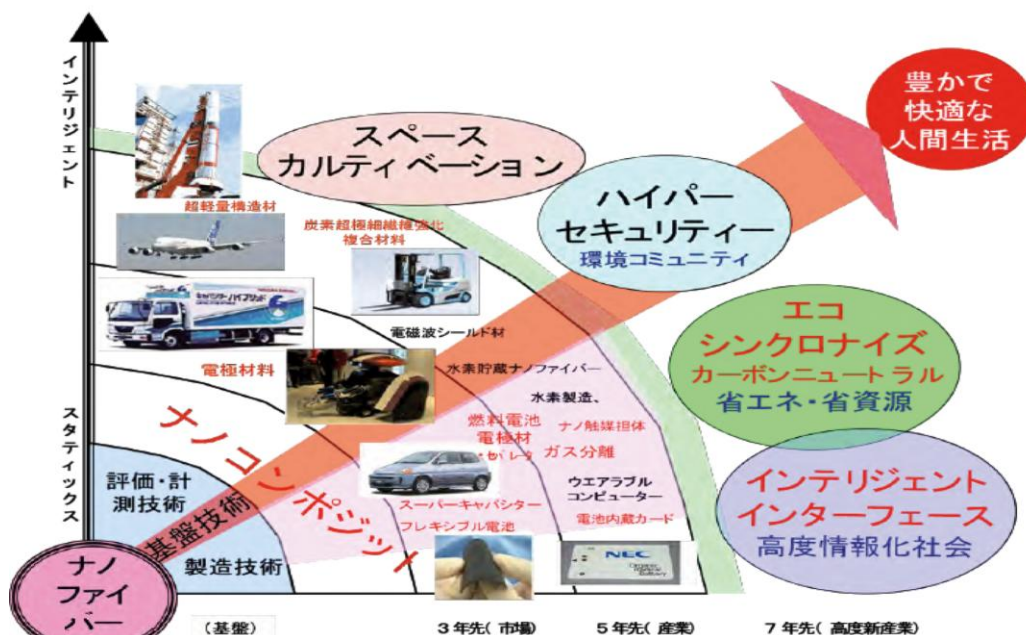 インテリジェント
スタティックス
豊かで
快適な
人間生活
スペース
カルティベーション
超軽量構造材
炭素超極細繊維強化
複合材料
ハイパー
セキュリティー
環境コミュニティ
電磁波シールド材
電極材料
水素貯蔵ナノファイバー
水素製造、
燃料電池
電極材
ナノ触媒担体
ガス分離
エコ
シンクロナイズ
カーボンニュートラル
省エネ・省資源
ナノコンポジット
評価・計
測技術
基盤技術
製造技術
スーパーキャパシター
フレキシブル電池
ウエアラブル
コンピューター
電池内蔵カード
NEC
インテリジェント
インターフェース
高度情報化社会
ナノ
ファイ
バー
(基盤)
3年先(市場)
5年先(産業)
7年先(高度新産業)